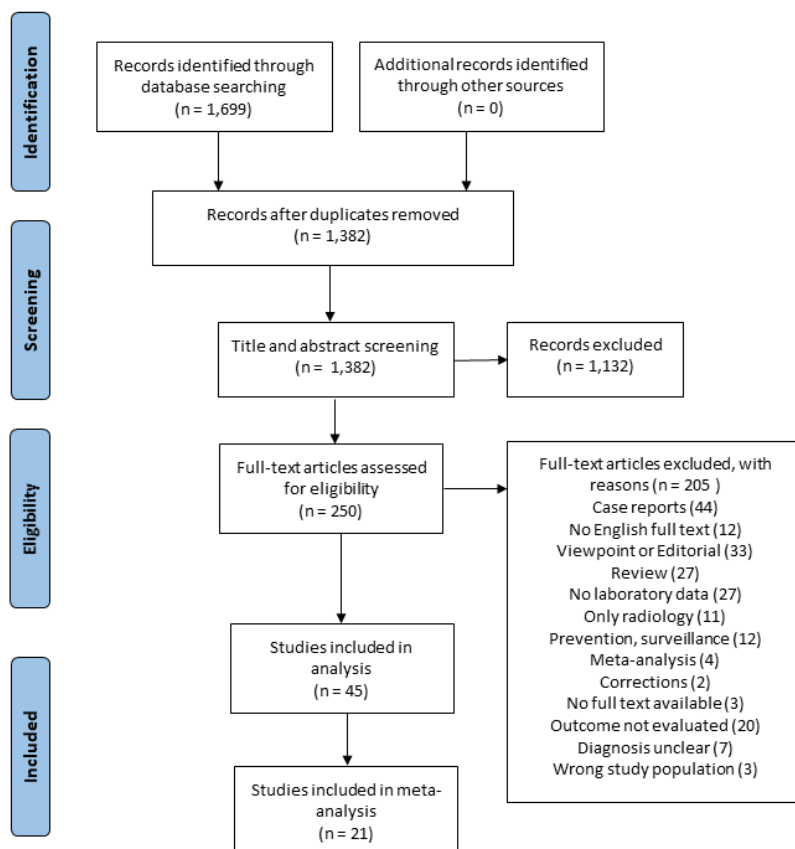 Identification
Records identified through
database searching
(n = 1,699)
Additional records identified
through other sources
(n = 0)
Records after duplicates removed
(n = 1,382)
Screening
Title and abstract screening
(n = 1,382)
Records excluded
(n = 1,132)
Eligibility
Full-text articles assessed
for eligibility
(n = 250)
Full-text articles excluded, with
reasons (n = 205 )
Case reports (44)
No English full text (12)
Viewpoint or Editorial (33)
Review (27)
No laboratory data (27)
Only radiology (11)
Prevention, surveillance (12)
Meta-analysis (4)
Corrections (2)
No full text available (3)
Outcome not evaluated (20)
Diagnosis unclear (7)
Wrong study population (3)
Included
Studies included in
analysis
(n = 45)
Studies included in meta-
analysis
(n = 21)